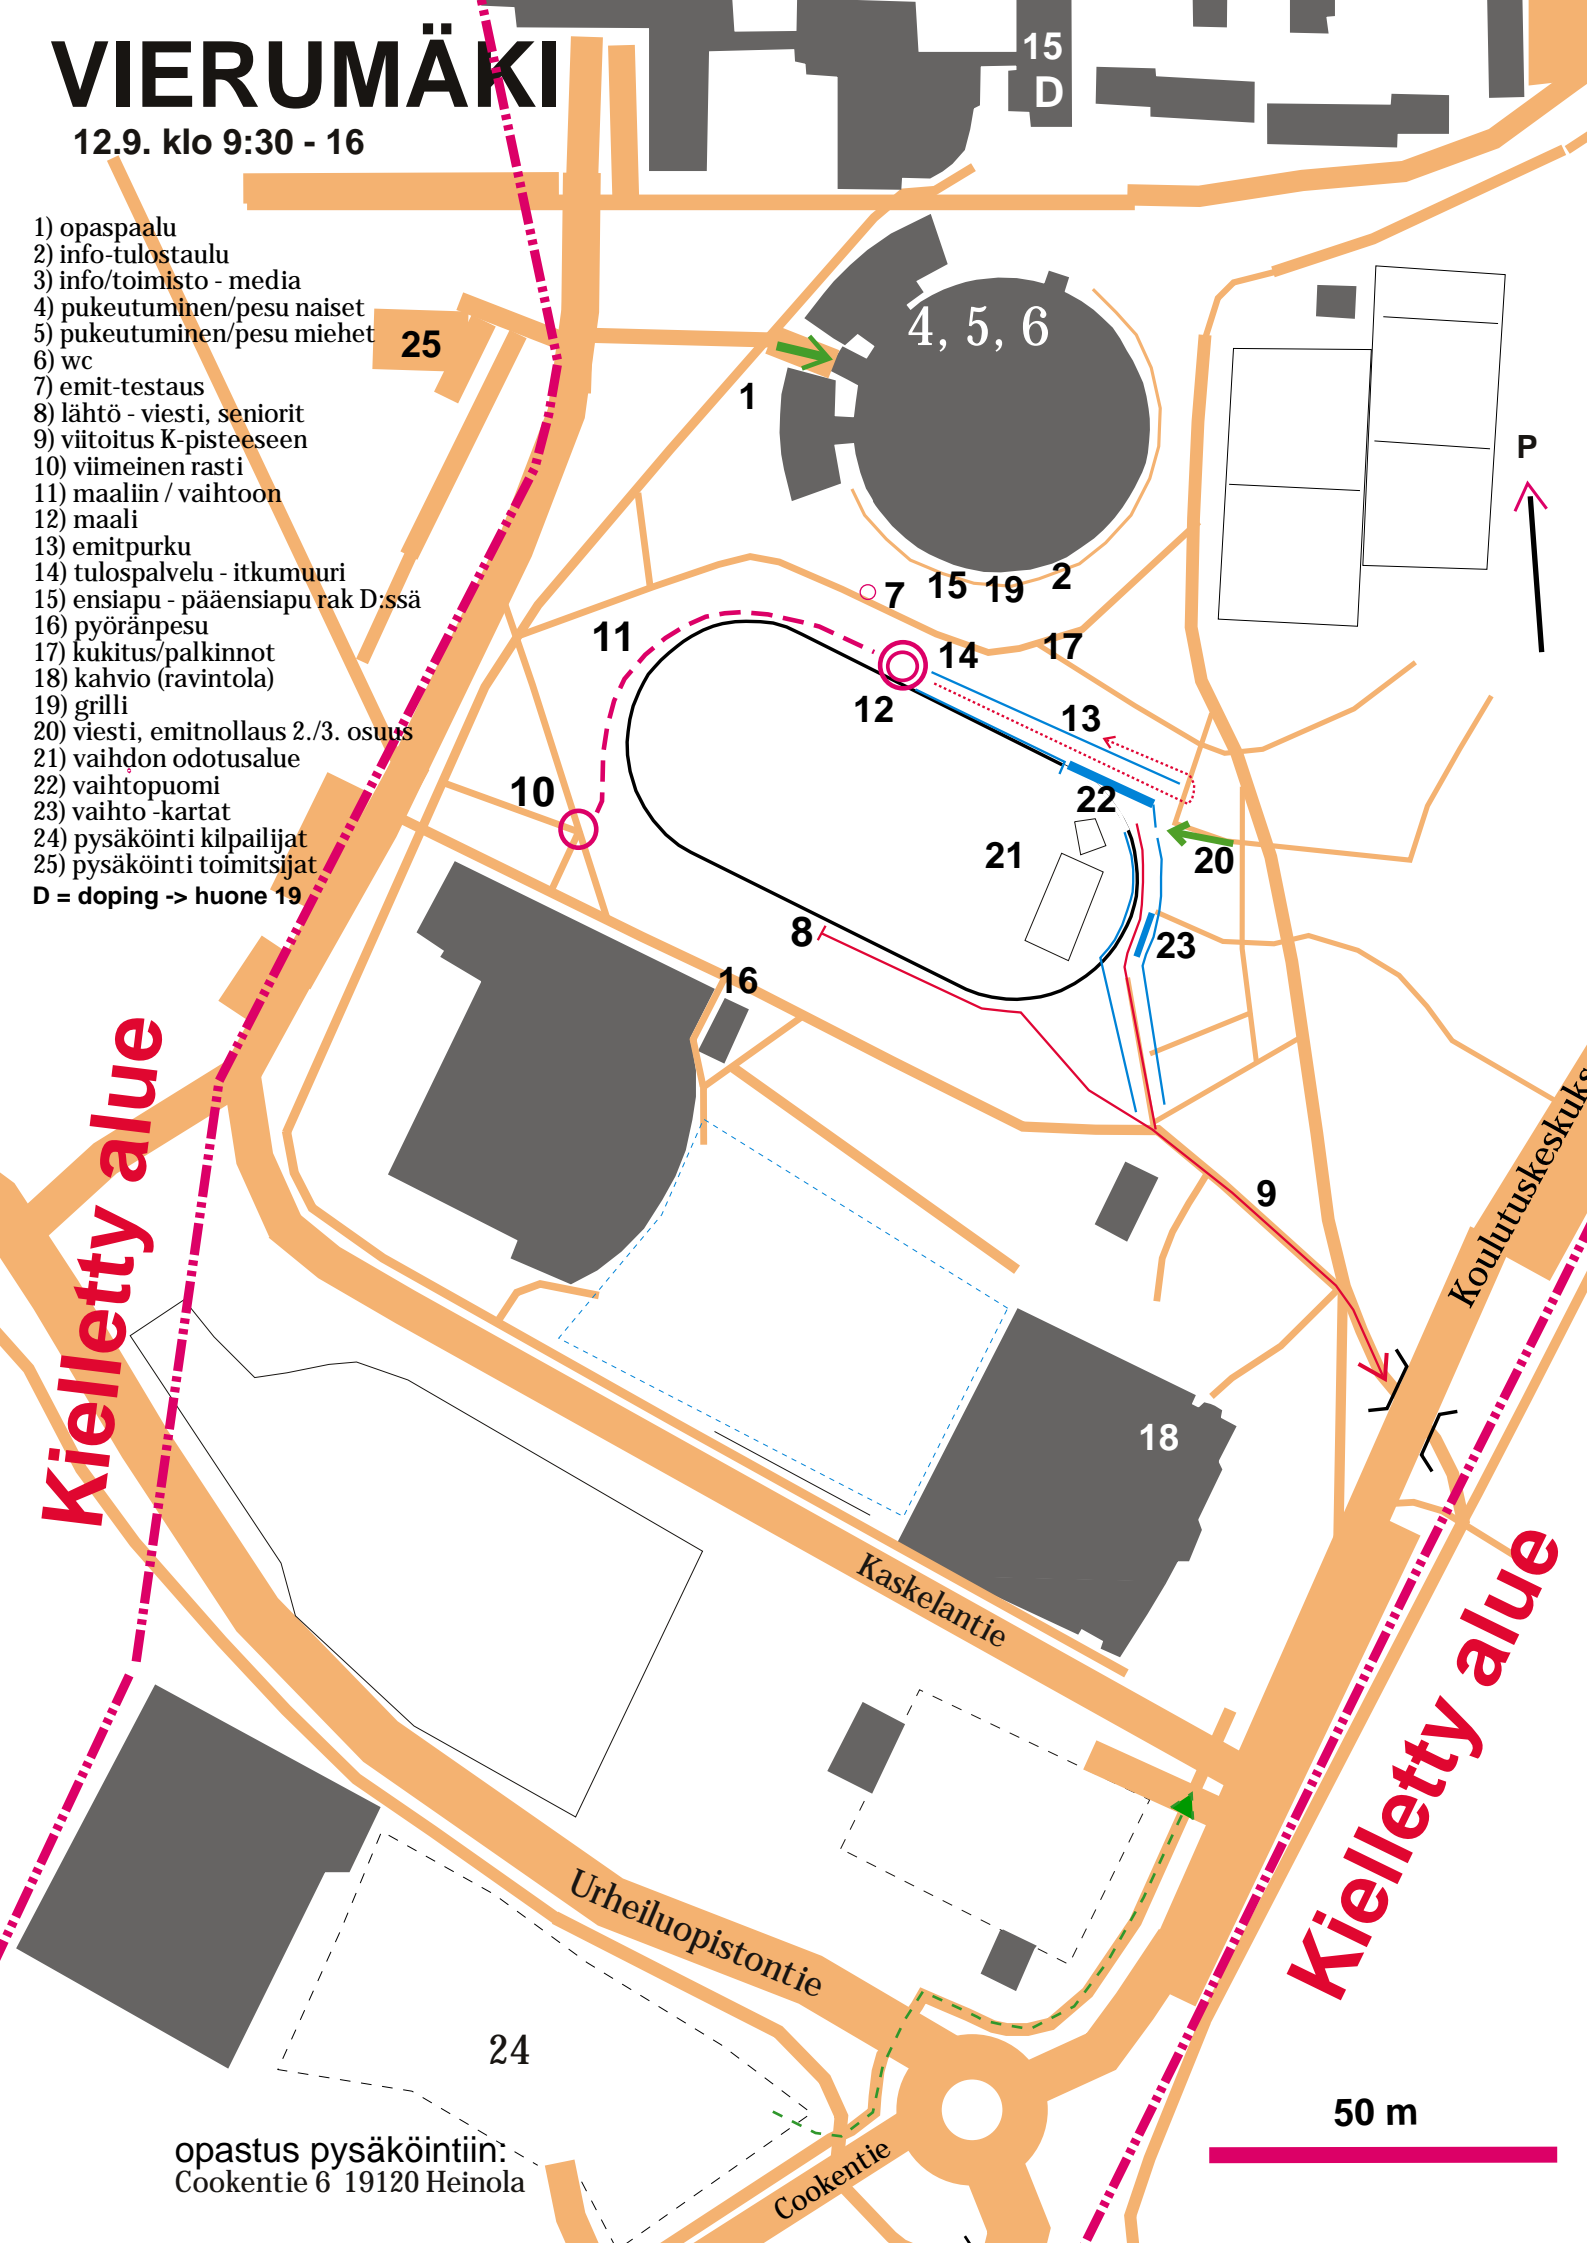 VIERUMÄKI
12.9. klo 9:30 - 16
1) opaspaalu
2) info-tulostaulu
3) info/toimisto - media
4) pukeutuminen/pesu naiset
5) pukeutuminen/pesu miehet
6) wc
7) emit-testaus
8) lähtö - viesti, seniorit
9) viitoitus K-pisteeseen
10) viimeinen rasti
11) maaliin / vaihtoon
12) maali
13) emitpurku
14) tulospalvelu - itkumuuri
15) ensiapu - pääensiapu rak D:ssä
16) pyöränpesu
17) kukitus/palkinnot
18) kahvio (ravintola)
19) grilli
20) viesti, emitnollaus 2./3. osuus
21) vaihdon odotusalue
22) vaihtopuomi
23) vaihto -kartat
24) pysäköinti kilpailijat
25) pysäköinti toimitsijat
D = doping -> huone 19
15
D
4, 5, 6
25
1
P
7
15
19
2
11
14
17
12
13
10
22
21
20
8
23
16
9
Kielletty alue
Koulutuskeskuks
18
Kaskelantie
Kielletty alue
Urheiluopistontie
24
50 m
opastus pysäköintiin:
Cookentie 6 19120 Heinola
Cookentie